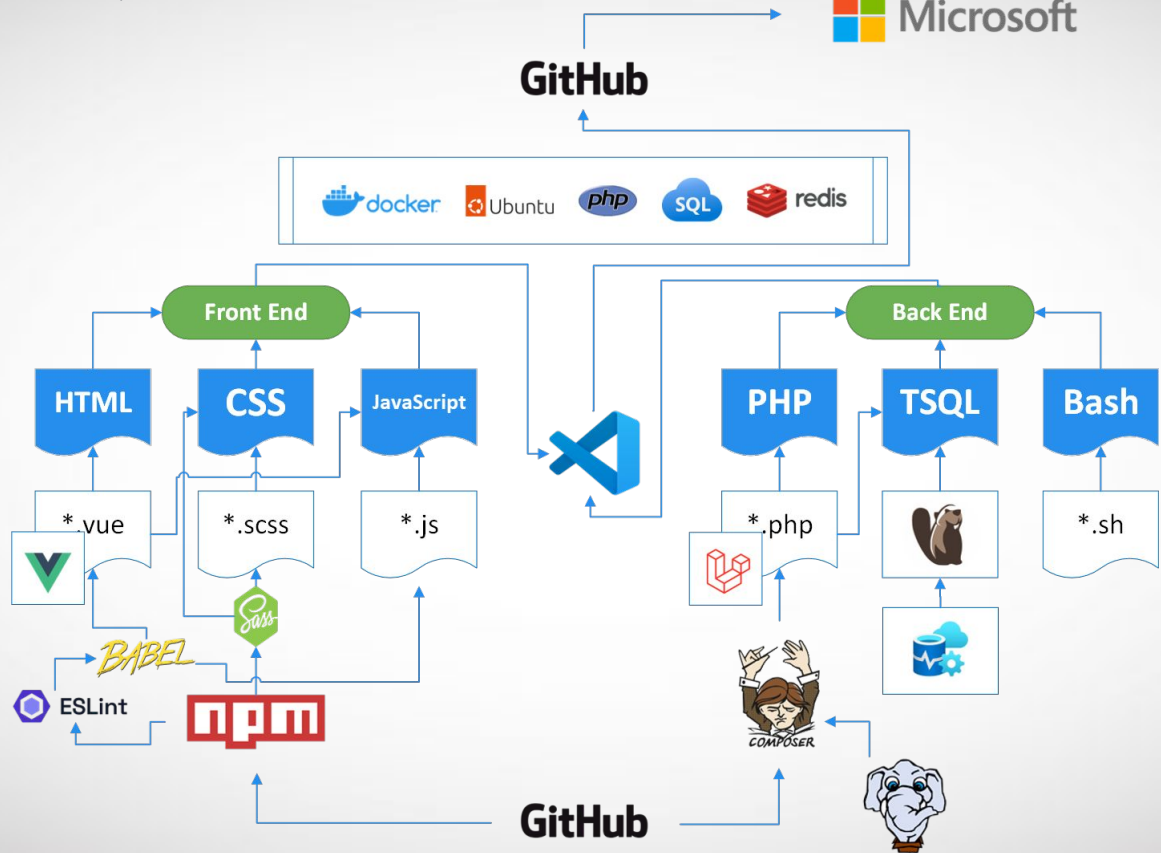 Microsoft
GitHub
docker
Ubuntu
php
SQL
redis
Front End
Back End
HTML
CSS
JavaScript
PHP
TSQL
Bash
*.vue
*.scss
*.js
*.php
*.sh
Sass
BABEL
ESLint
npm
COMPOSER
GitHub